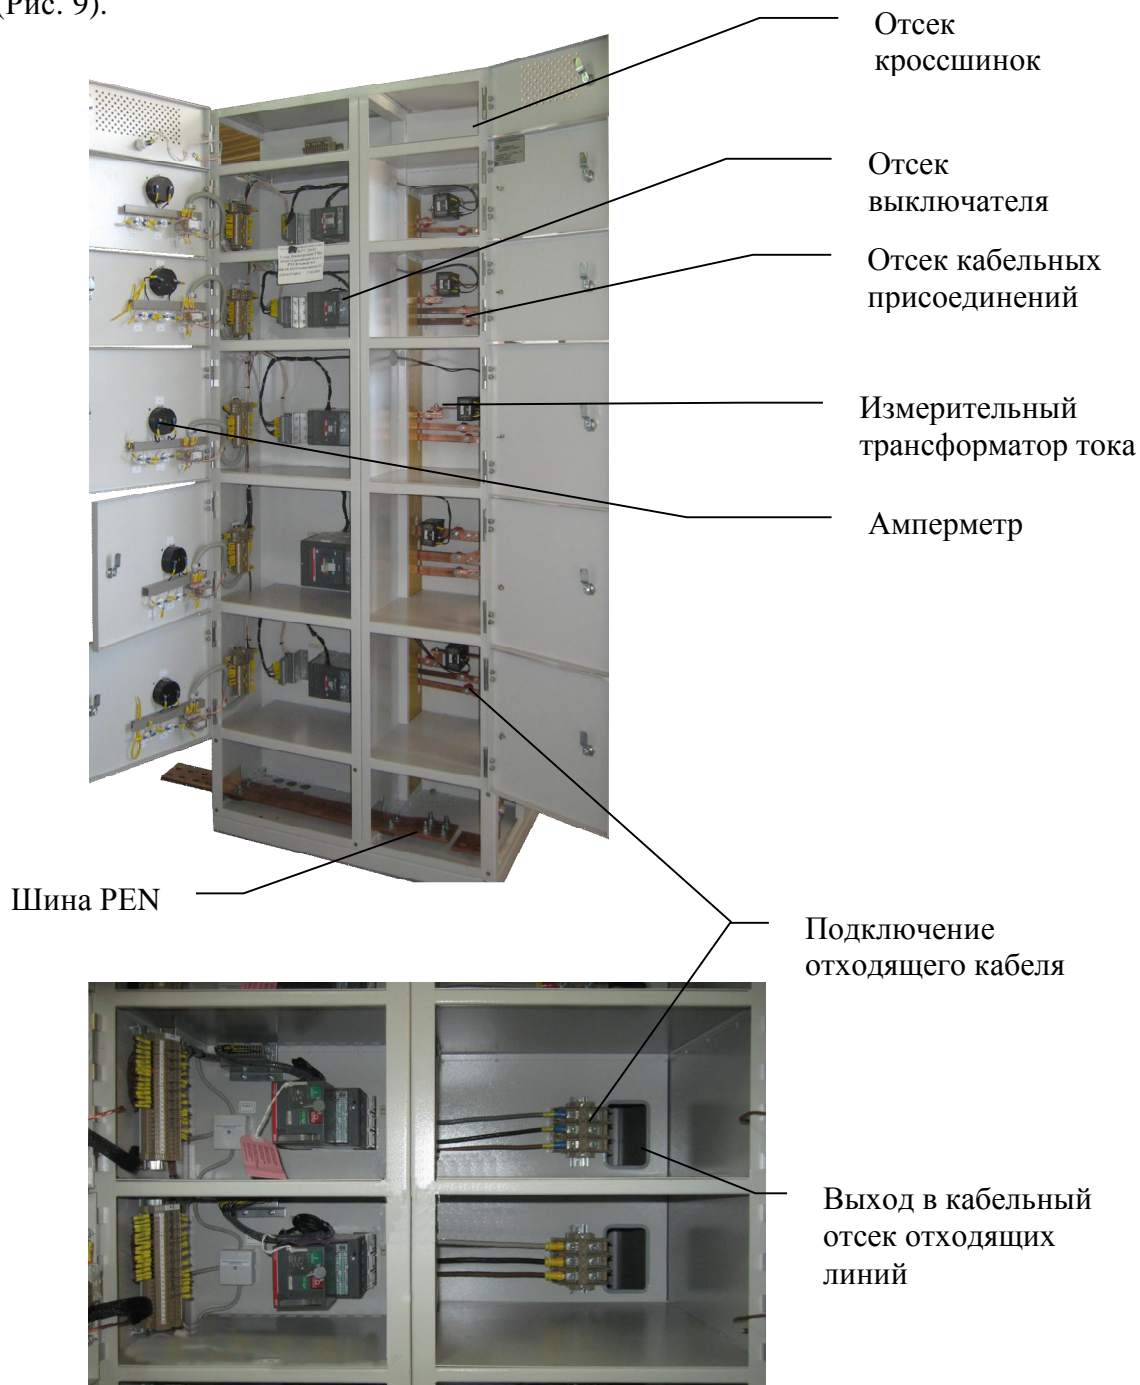 (Рис. 9).
Отсек
кроссшинок
Отсек
выключателя
Отсек кабельных
присоединений
Измерительный
трансформатор тока
Амперметр
Шина PEN
Подключение
отходящего кабеля
Выход в кабельный
отсек отходящих
линий